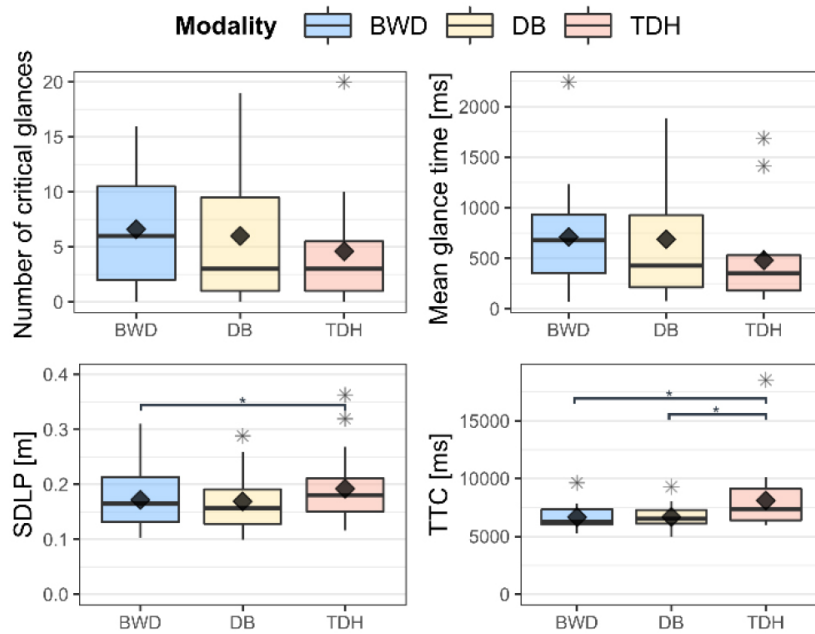 Modality BWD DB TDH
Number of critical glances
20
15
10
5
0
BWD DB TDH
Mean glance time [ms]
2000
1500
1000
500
0
BWD DB TDH
SDLP [m]
0.4
0.3
0.2
0.1
0.0
*
BWD DB TDH
TTC [ms]
15000
10000
5000
0
*
*
BWD DB TDH